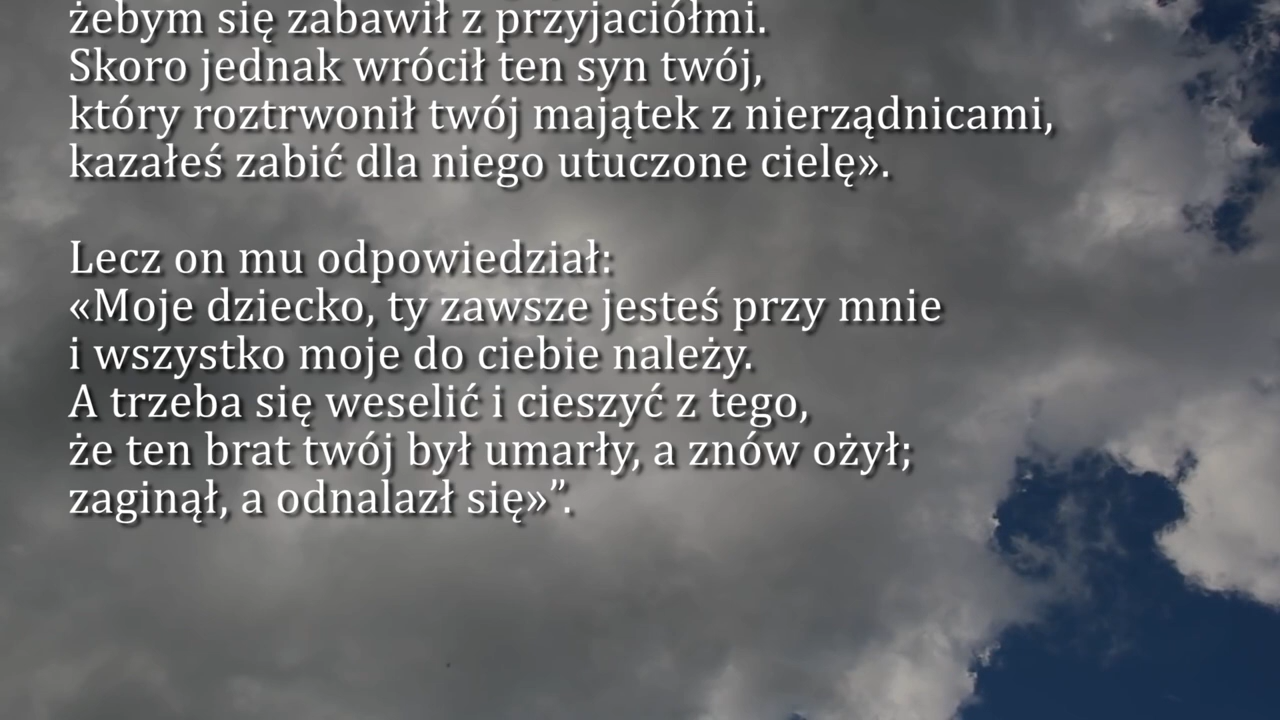 żebym się zabawił z przyjaciółmi.
Skoro jednak wrócił ten syn twój,
który roztrwonił twój majątek z nierządnicami,
kazałeś zabić dla niego utuczone cielę».
Lecz on mu odpowiedział:
«Moje dziecko, ty zawsze jesteś przy mnie
i wszystko moje do ciebie należy.
A trzeba się weselić i cieszyć z tego,
że ten brat twój był umarły, a znów ożył;
zaginął, a odnalazł się»”.